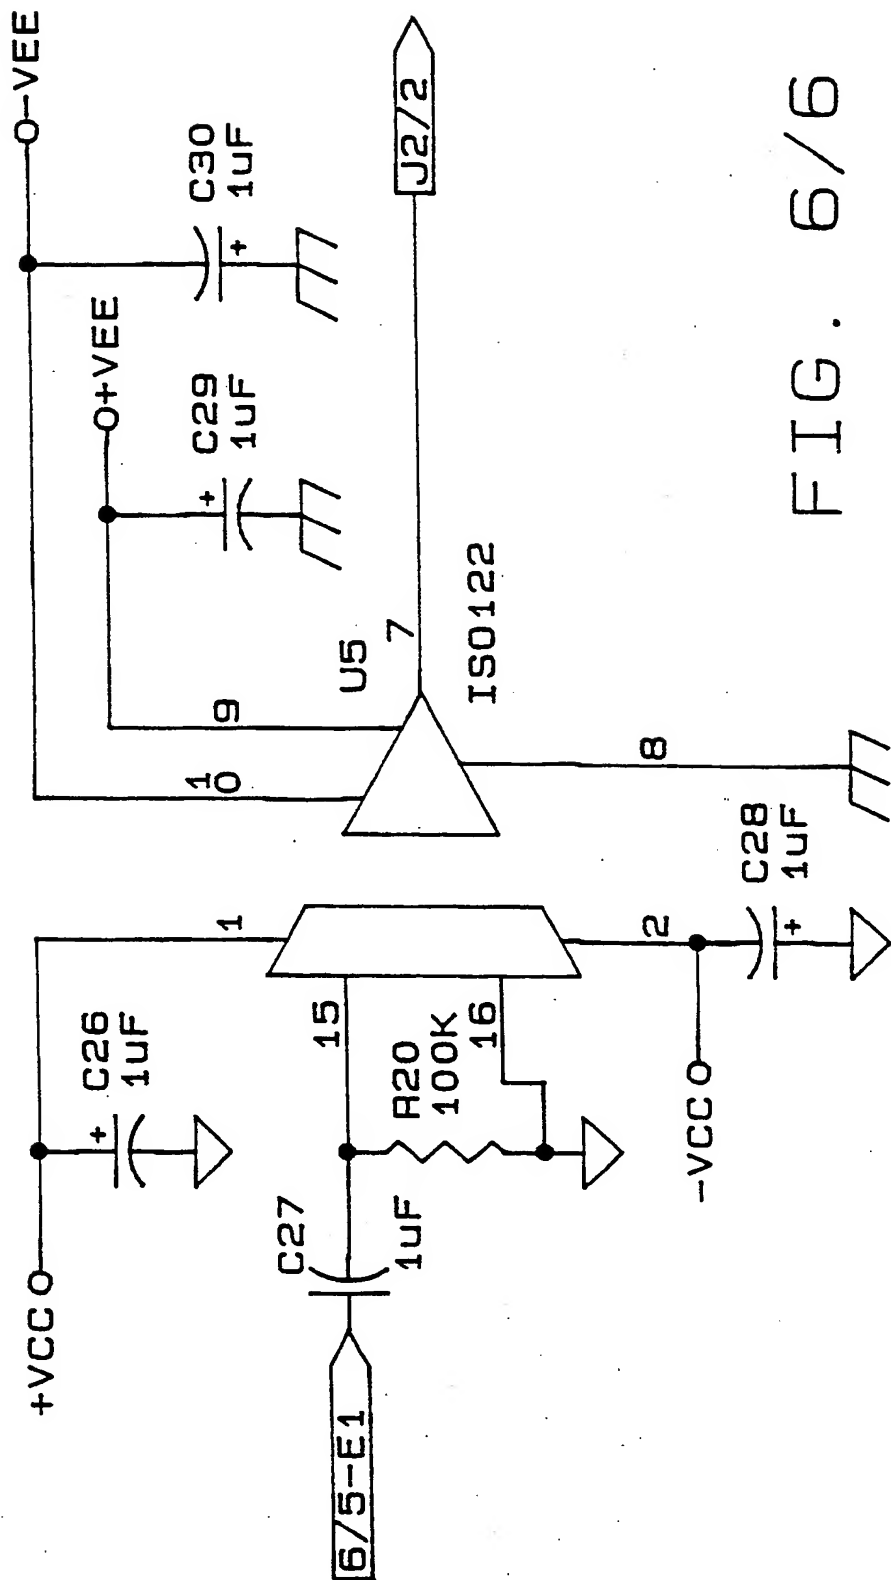 +VCC
C26
1uF
1
C27
1uF
6/5-E1
15
R20
100K
16
2
-VCC
C28
1uF
-VEE
+VEE
C30
1uF
C29
1uF
10
9
U5
7
ISO122
8
J2/2
FIG. 6/6